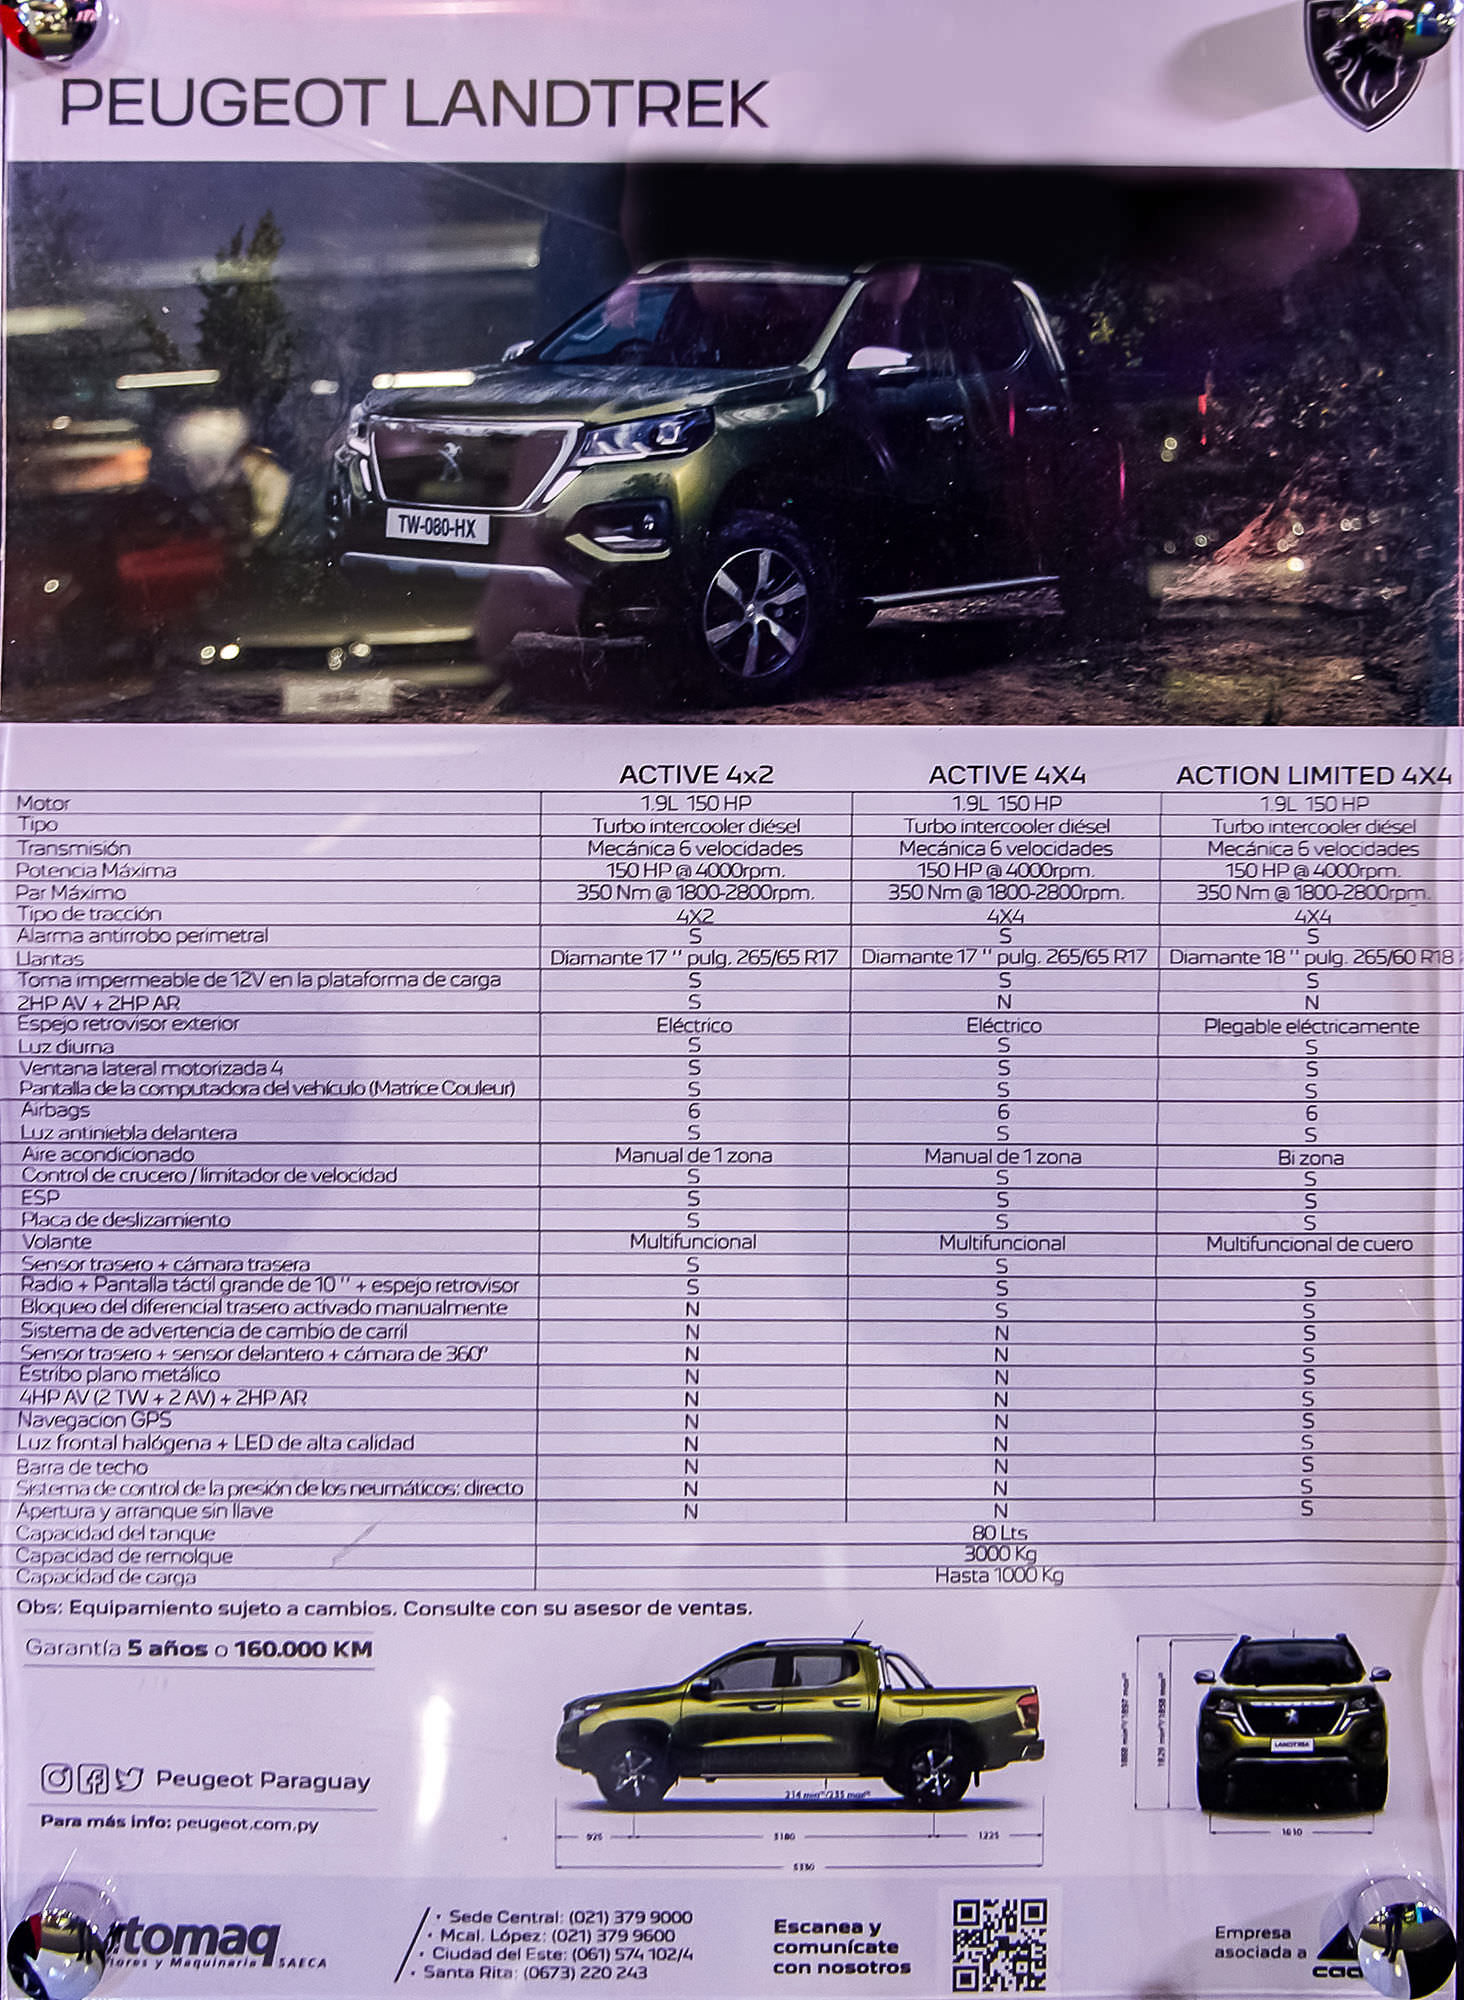 PEUGEOT LANDTREK
TW-080-HX
ACTIVE 4x2 ACTIVE 4X4 ACTION LIMITED 4X4
Motor 1.9L 150 HP 1.9L 150 HP 1.9L 150 HP
Tipo Turbo intercooler diésel Turbo intercooler diésel Turbo intercooler diésel
Transmisión Mecánica 6 velocidades Mecánica 6 velocidades Mecánica 6 velocidades
Potencia Máxima 150 HP @ 4000rpm. 150 HP @ 4000rpm. 150 HP @ 4000rpm.
Par Máximo 350 Nm @ 1800-2800rpm. 350 Nm @ 1800-2800rpm. 350 Nm @ 1800-2800rpm.
Tipo de tracción 4X2 4X4 4X4
Alarma antirrobo perimetral S S S
Llantas Diamante 17 '' pulg. 265/65 R17 Diamante 17 '' pulg. 265/65 R17 Diamante 18 '' pulg. 265/60 R18
Toma impermeable de 12V en la plataforma de carga S S S
2HP AV + 2HP AR S N N
Espejo retrovisor exterior Eléctrico Eléctrico Plegable eléctricamente
Luz diurna S S S
Ventana lateral motorizada 4 S S S
Pantalla de la computadora del vehículo (Matrice Couleur) S S S
Airbags 6 6 6
Luz antiniebla delantera S S S
Aire acondicionado Manual de 1 zona Manual de 1 zona Bi zona
Control de crucero / limitador de velocidad S S S
ESP S S S
Placa de deslizamiento S S S
Volante Multifuncional Multifuncional Multifuncional de cuero
Sensor trasero + cámara trasera S S
Radio + Pantalla táctil grande de 10 '' + espejo retrovisor S S S
Bloqueo del diferencial trasero activado manualmente N S S
Sistema de advertencia de cambio de carril N N S
Sensor trasero + sensor delantero + cámara de 360º N N S
Estribo plano metálico N N S
4HP AV (2 TW + 2 AV) + 2HP AR N N S
Navegacion GPS N N S
Luz frontal halógena + LED de alta calidad N N S
Barra de techo N N S
Sistema de control de la presión de los neumáticos: directo N N S
Apertura y arranque sin llave N N S
Capacidad del tanque 80 Lts
Capacidad de remolque 3000 Kg
Capacidad de carga Hasta 1000 Kg
Obs: Equipamiento sujeto a cambios. Consulte con su asesor de ventas.
Garantía 5 años o 160.000 KM
LANDTREK
925 3180 1225
5330
1610
Peugeot Paraguay
Para más info: peugeot.com.py
SAECA
• Sede Central: (021) 379 9000
• Mcal. López: (021) 379 9600
• Ciudad del Este: (061) 574 102/4
• Santa Rita: (0673) 220 243
Escanea y
comunícate
con nosotros
Empresa
asociada a